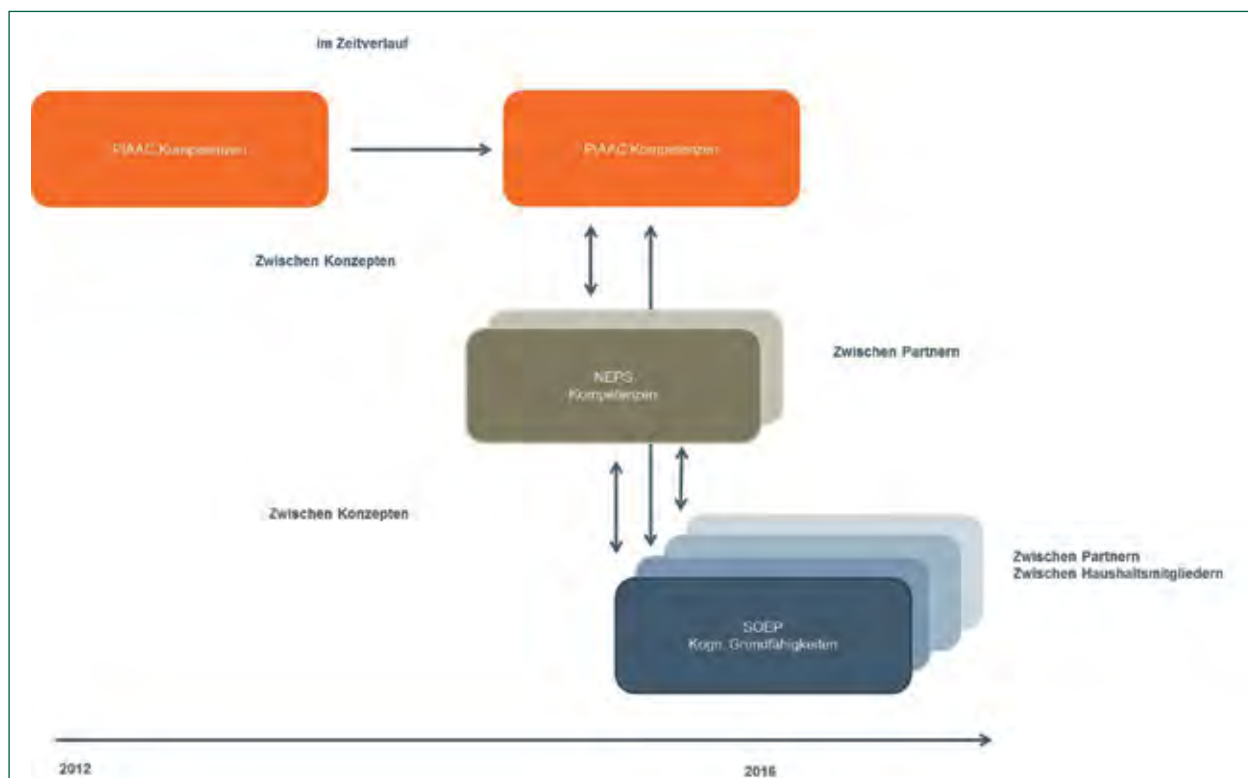 im Zeitverlauf
PIAAC Kompetenzen
PIAAC Kompetenzen
Zwischen Konzepten
NEPS
Kompetenzen
Zwischen Partnern
Zwischen Konzepten
Zwischen Partnern
Zwischen Haushaltsmitgliedern
SOEP
Kogn. Grundfähigkeiten
2012
2016